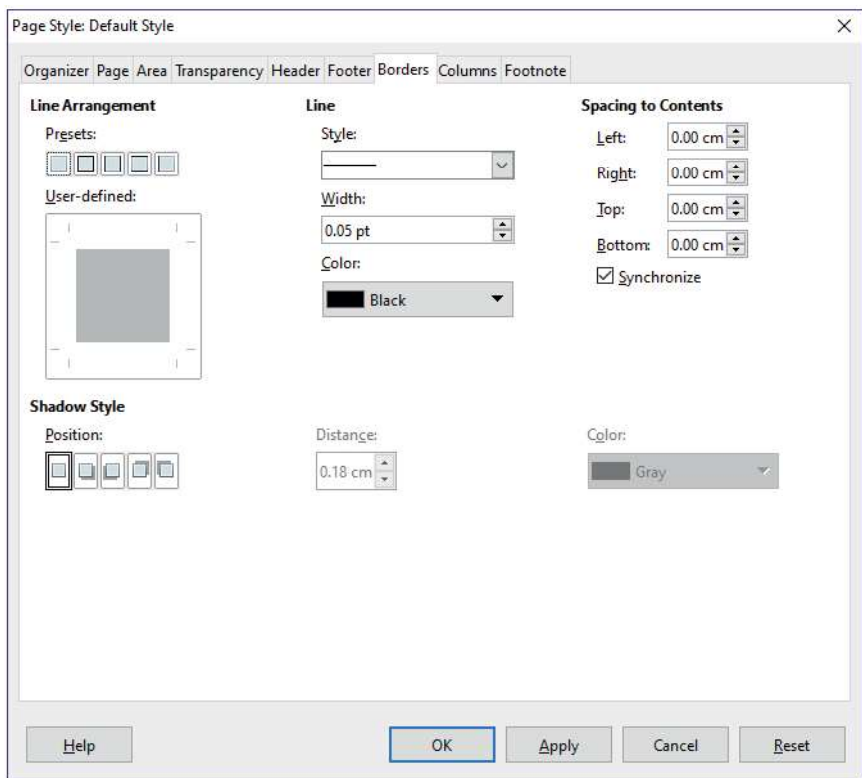 Page Style: Default Style
Organizer Page Area Transparency Header Footer Borders Columns Footnote
Line Arrangement
Presets:
User-defined:
Line
Style:
Width:
0.05 pt
Color:
Black
Spacing to Contents
Left: 0.00 cm
Right: 0.00 cm
Top: 0.00 cm
Bottom: 0.00 cm
Synchronize
Shadow Style
Position:
Distance:
0.18 cm
Color:
Gray
Help OK Apply Cancel Reset